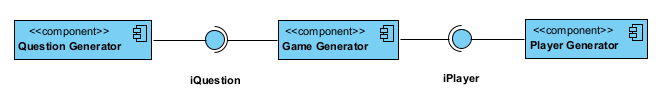 <<component>>
Question Generator
<<component>>
Game Generator
<<component>>
Player Generator
iQuestion
iPlayer